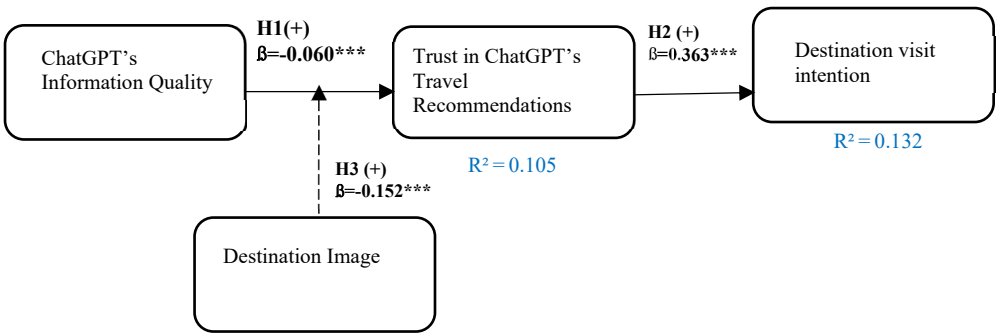 H1(+)
ß=-0.060***
ChatGPT's
Information Quality
Trust in ChatGPT's
Travel
Recommendations
H2 (+)
ß=0.363***
Destination visit
intention
R² = 0.105
R² = 0.132
H3 (+)
ß=-0.152***
Destination Image